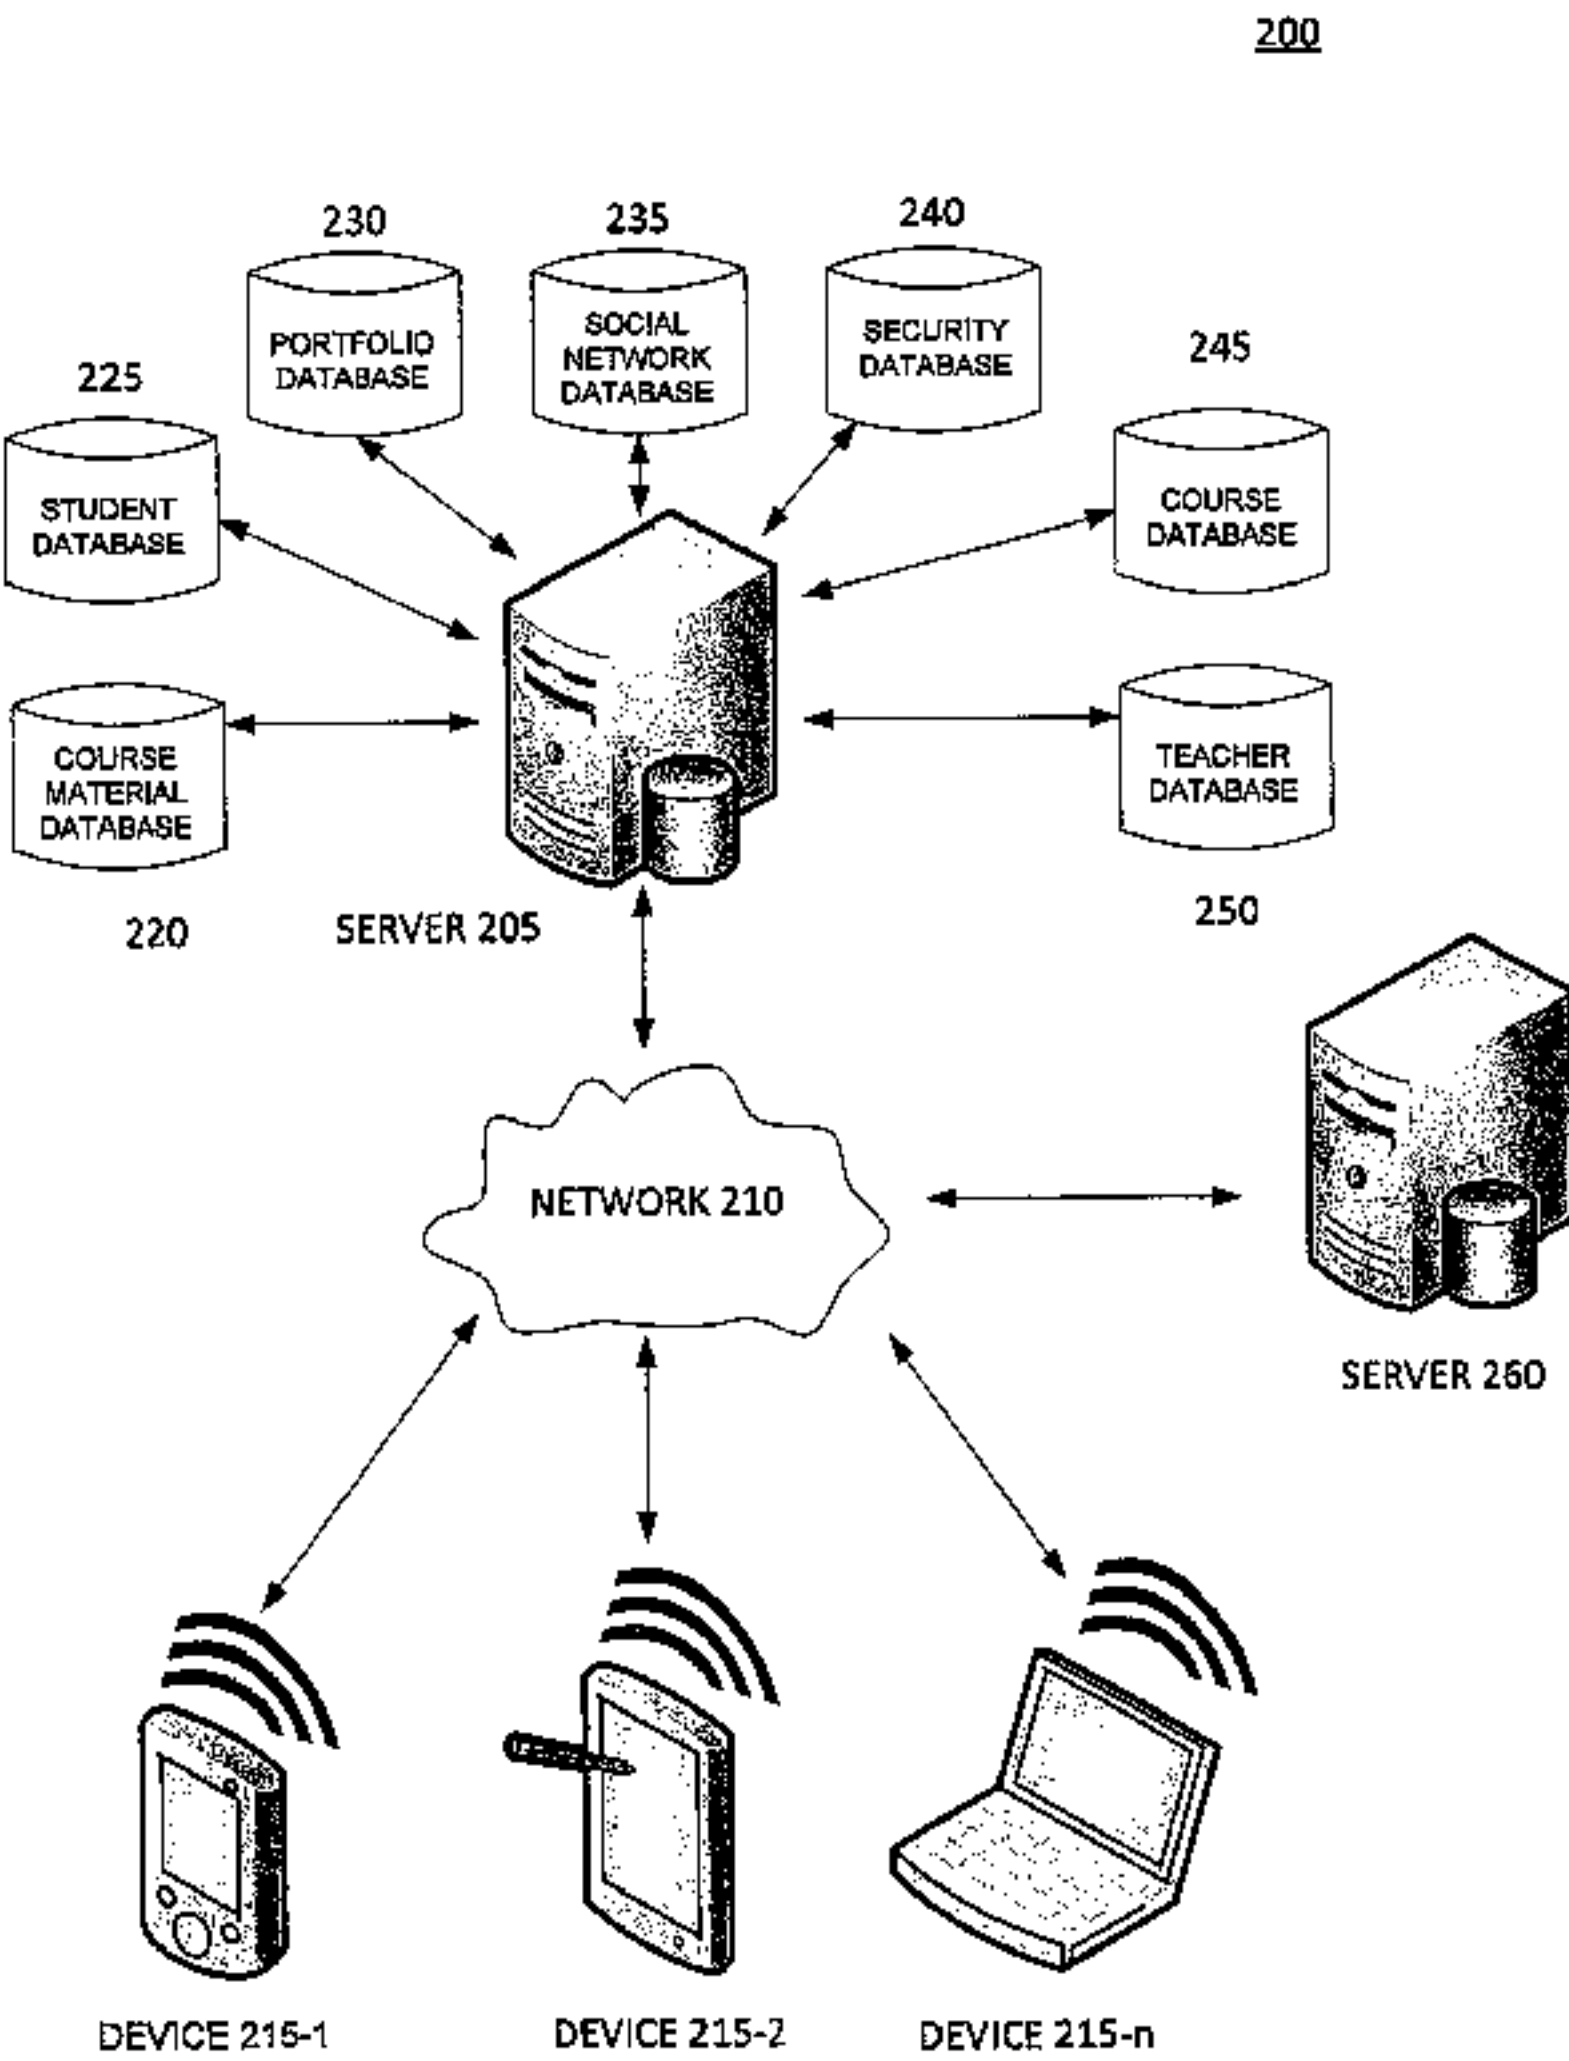 200
230
235
240
PORTFOLIO
DATABASE
SOCIAL
NETWORK
DATABASE
SECURITY
DATABASE
225
245
STUDENT
DATABASE
COURSE
DATABASE
COURSE
MATERIAL
DATABASE
TEACHER
DATABASE
220
SERVER 205
250
NETWORK 210
SERVER 260
DEVICE 215-1
DEVICE 215-2
DEVICE 215-n